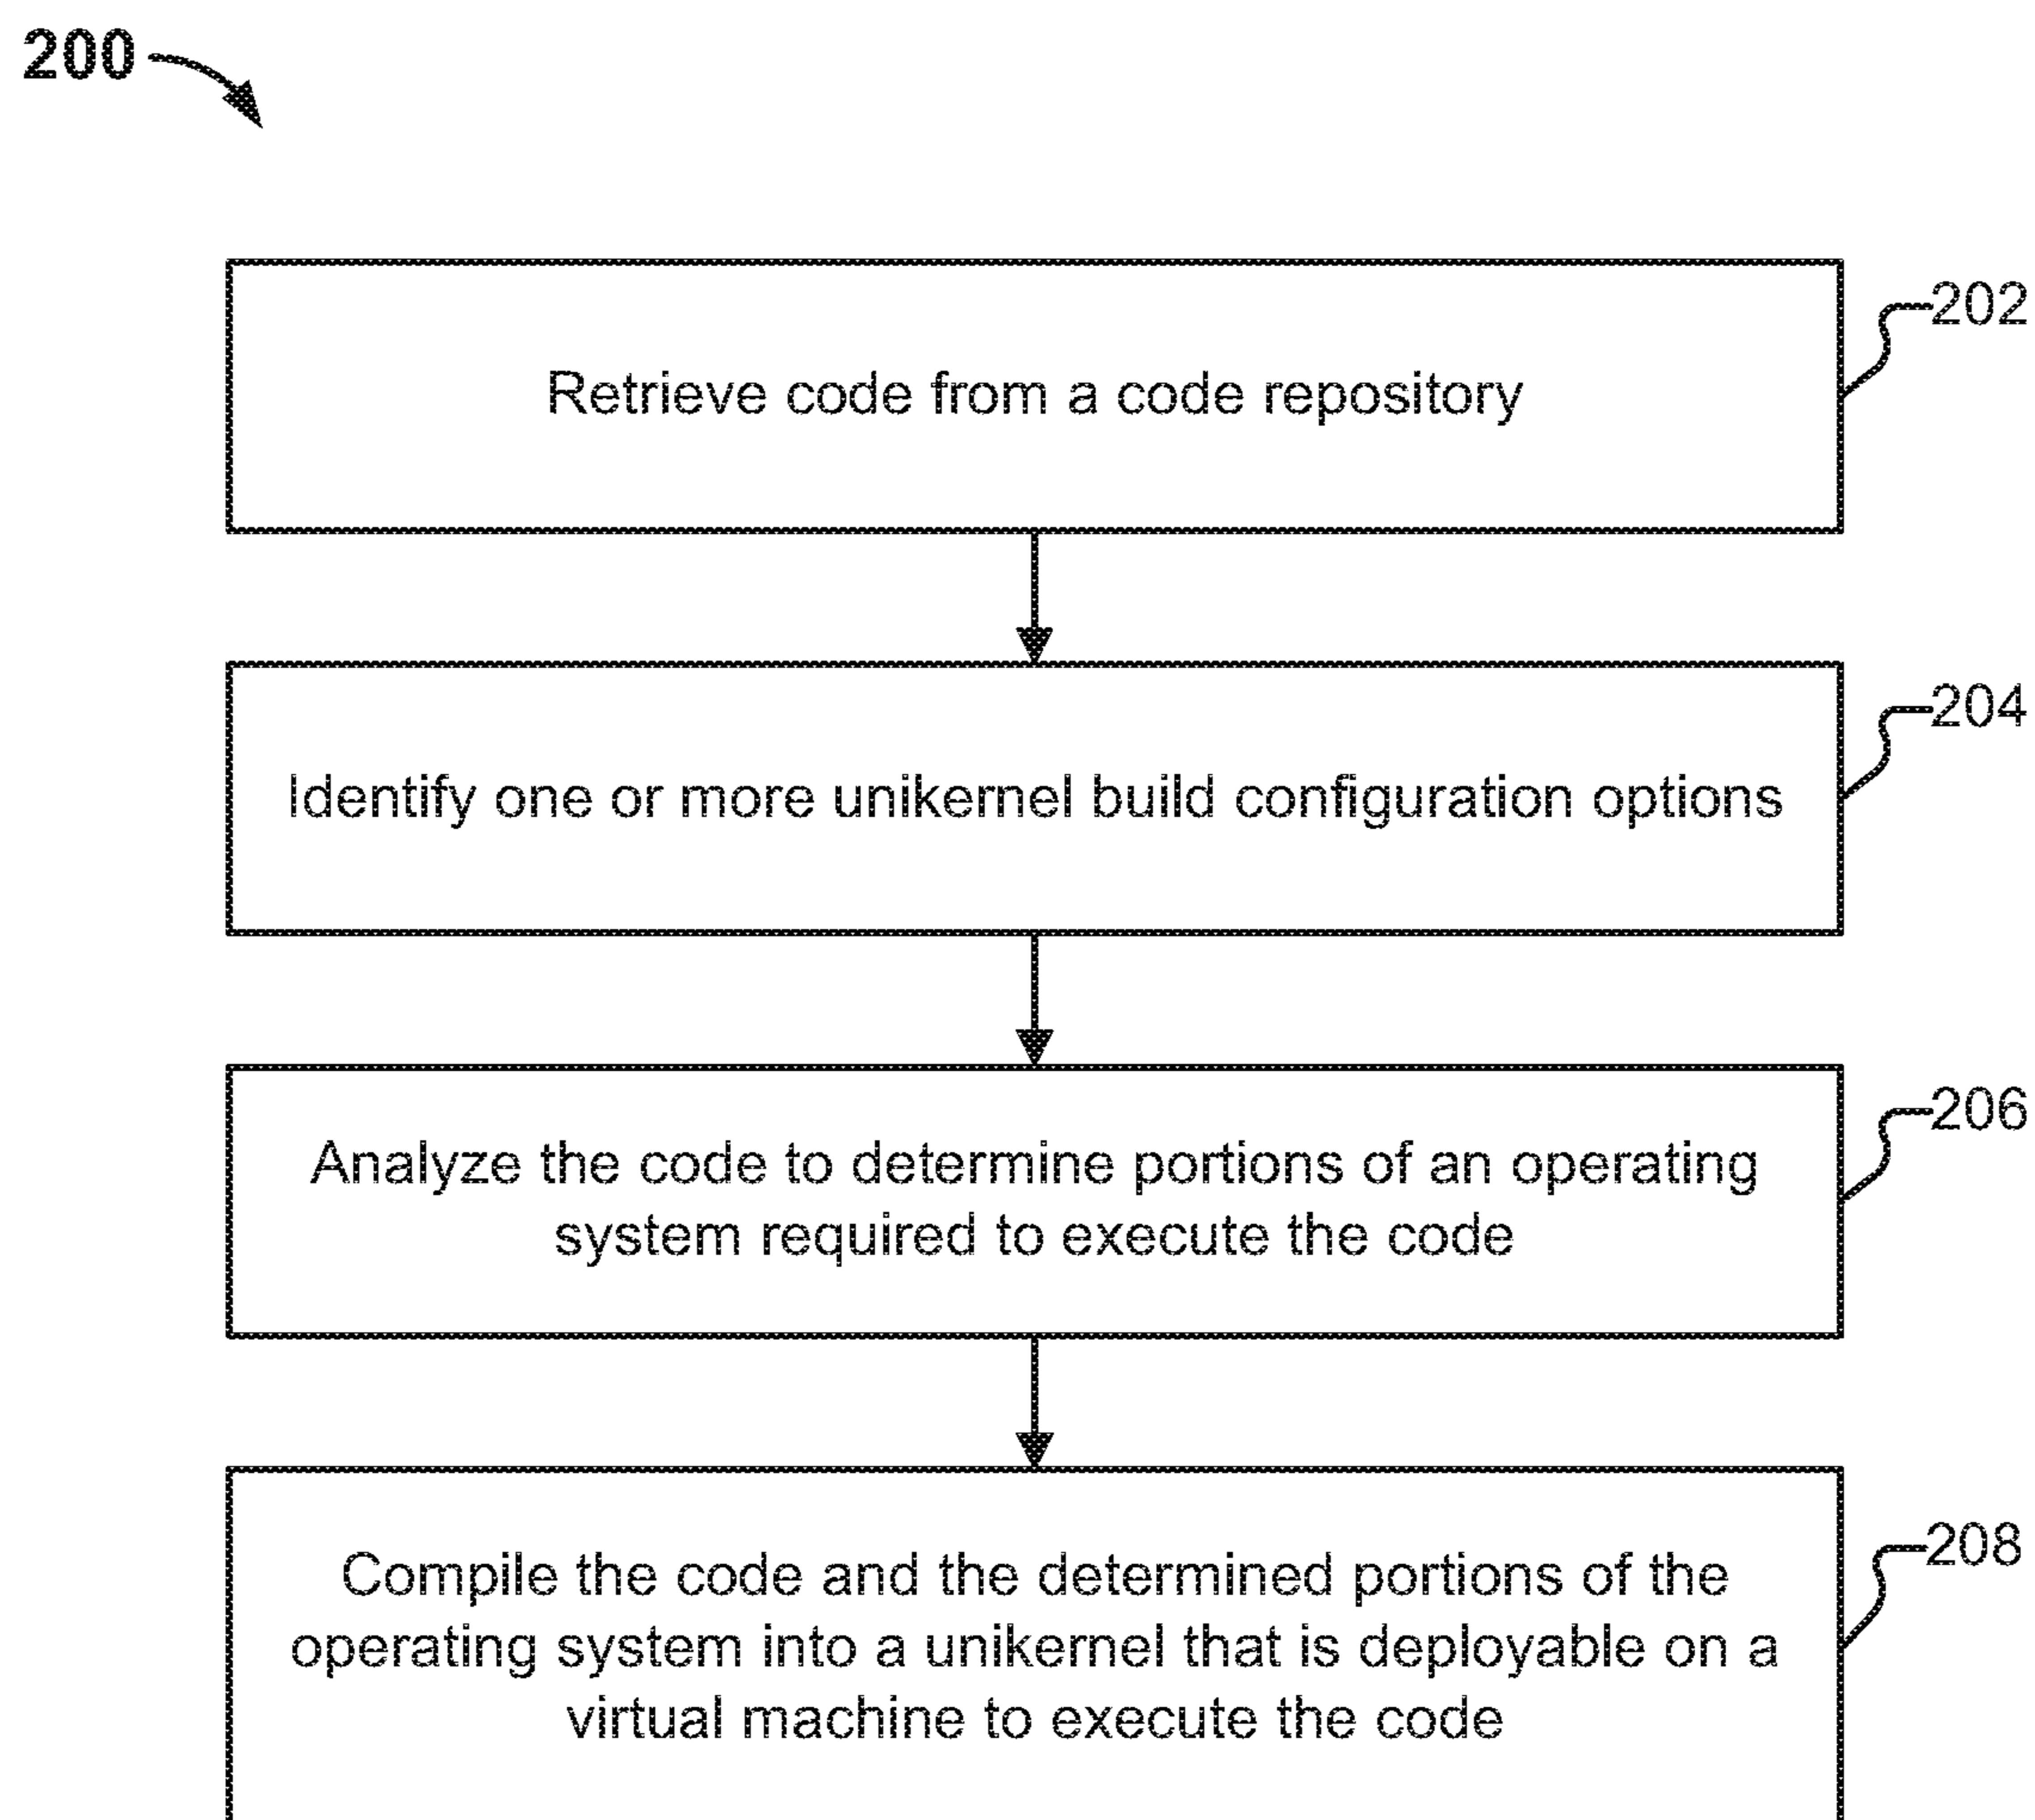 200
202
Retrieve code from a code repository
204
Identify one or more unikernel build configuration options
206
Analyze the code to determine portions of an operating
system required to execute the code
208
Compile the code and the determined portions of the
operating system into a unikernel that is deployable on a
virtual machine to execute the code